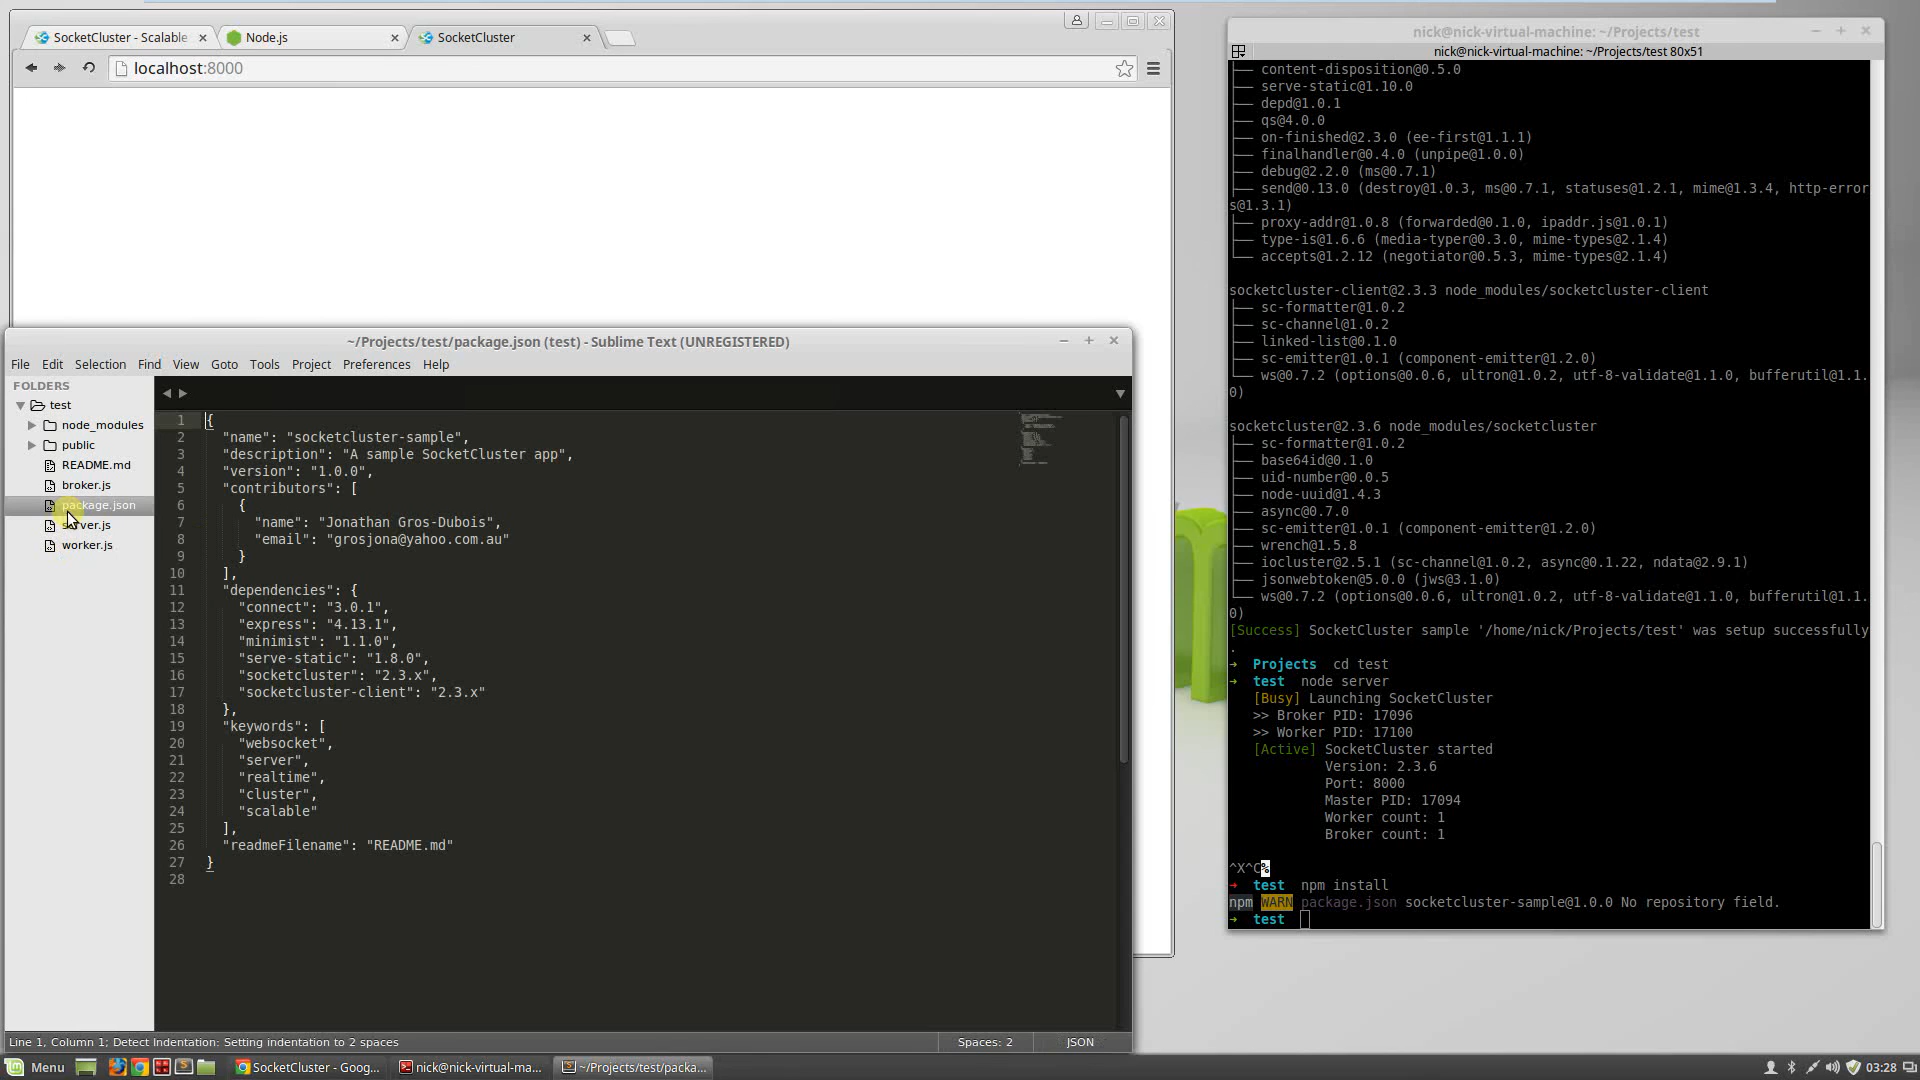 SocketCluster - Scalable
Node.js
SocketCluster
localhost:8000
~/Projects/test/package.json (test) - Sublime Text (UNREGISTERED)
File Edit Selection Find View Goto Tools Project Preferences Help
FOLDERS
test
node_modules
public
README.md
broker.js
package.json
server.js
worker.js
1 {
2 "name": "socketcluster-sample",
3 "description": "A sample SocketCluster app",
4 "version": "1.0.0",
5 "contributors": [
6 {
7 "name": "Jonathan Gros-Dubois",
8 "email": "grosjona@yahoo.com.au"
9 }
10 ],
11 "dependencies": {
12 "connect": "3.0.1",
13 "express": "4.13.1",
14 "minimist": "1.1.0",
15 "serve-static": "1.8.0",
16 "socketcluster": "2.3.x",
17 "socketcluster-client": "2.3.x"
18 },
19 "keywords": [
20 "websocket",
21 "server",
22 "realtime",
23 "cluster",
24 "scalable"
25 ],
26 "readmeFilename": "README.md"
27 }
28
Line 1, Column 1; Detect Indentation: Setting indentation to 2 spaces
Spaces: 2
JSON
nick@nick-virtual-machine: ~/Projects/test
nick@nick-virtual-machine: ~/Projects/test 80x51
├── content-disposition@0.5.0
├── serve-static@1.10.0
├── depd@1.0.1
├── qs@4.0.0
├── on-finished@2.3.0 (ee-first@1.1.1)
├── finalhandler@0.4.0 (unpipe@1.0.0)
├── debug@2.2.0 (ms@0.7.1)
├── send@0.13.0 (destroy@1.0.3, ms@0.7.1, statuses@1.2.1, mime@1.3.4, http-error
s@1.3.1)
├── proxy-addr@1.0.8 (forwarded@0.1.0, ipaddr.js@1.0.1)
├── type-is@1.6.6 (media-typer@0.3.0, mime-types@2.1.4)
└── accepts@1.2.12 (negotiator@0.5.3, mime-types@2.1.4)
socketcluster-client@2.3.3 node_modules/socketcluster-client
├── sc-formatter@1.0.2
├── sc-channel@1.0.2
├── linked-list@0.1.0
├── sc-emitter@1.0.1 (component-emitter@1.2.0)
└── ws@0.7.2 (options@0.0.6, ultron@1.0.2, utf-8-validate@1.1.0, bufferutil@1.1.
0)
socketcluster@2.3.6 node_modules/socketcluster
├── sc-formatter@1.0.2
├── base64id@0.1.0
├── uid-number@0.0.5
├── node-uuid@1.4.3
├── async@0.7.0
├── sc-emitter@1.0.1 (component-emitter@1.2.0)
├── wrench@1.5.8
├── iocluster@2.5.1 (sc-channel@1.0.2, async@0.1.22, ndata@2.9.1)
├── jsonwebtoken@5.0.0 (jws@3.1.0)
└── ws@0.7.2 (options@0.0.6, ultron@1.0.2, utf-8-validate@1.1.0, bufferutil@1.1.
0)
[Success] SocketCluster sample '/home/nick/Projects/test' was setup successfully
.
➜ Projects cd test
➜ test node server
[Busy] Launching SocketCluster
>> Broker PID: 17096
>> Worker PID: 17100
[Active] SocketCluster started
Version: 2.3.6
Port: 8000
Master PID: 17094
Worker count: 1
Broker count: 1
^X^C%
➜ test npm install
npm WARN package.json socketcluster-sample@1.0.0 No repository field.
➜ test
Menu
SocketCluster - Goog...
nick@nick-virtual-ma...
~/Projects/test/packa...
03:28